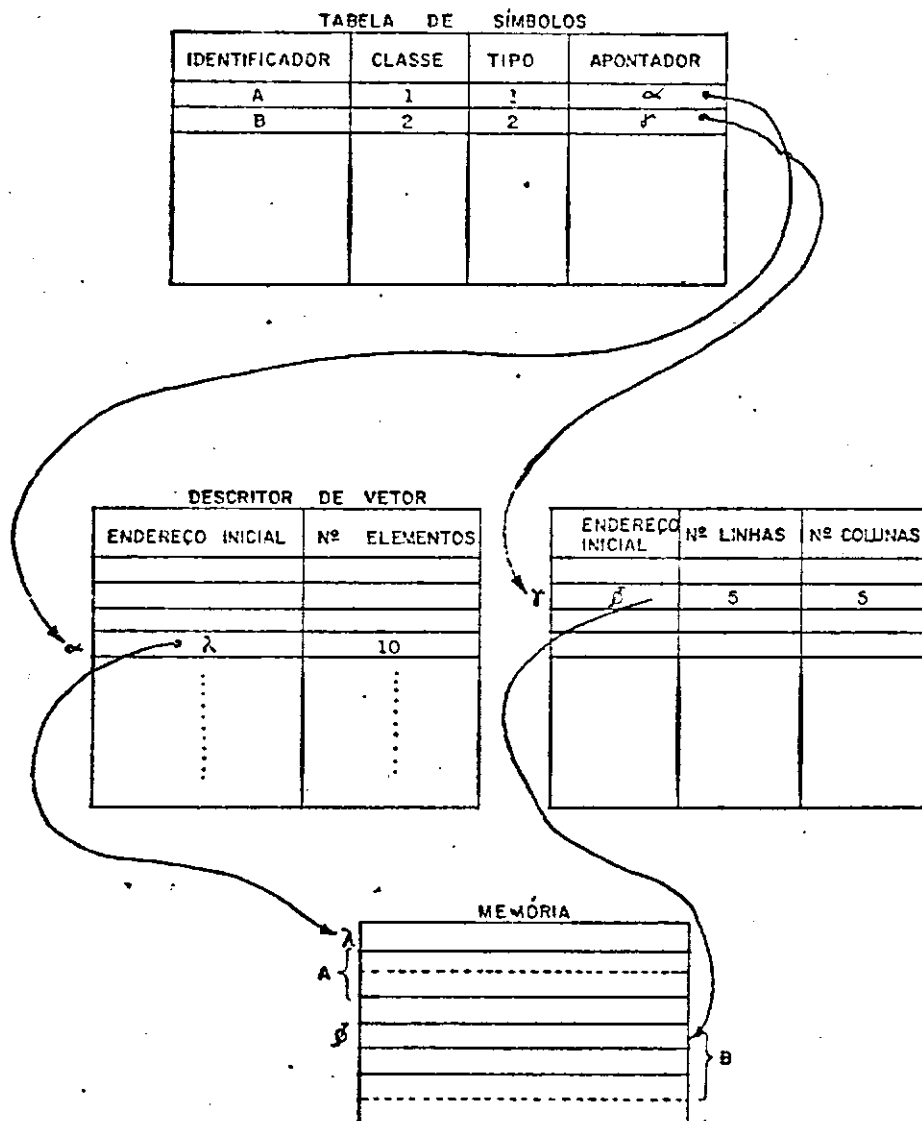 TABELA DE SÍMBOLOS
IDENTIFICADOR CLASSE TIPO APONTADOR
A 1 1 α
B 2 2 γ
DESCRITOR DE VETOR
ENDEREÇO INICIAL Nº ELEMENTOS
ENDEREÇO INICIAL Nº LINHAS Nº COLUNAS
γ β 5 5
α λ 10
MEMÓRIA
λ
A
β
B